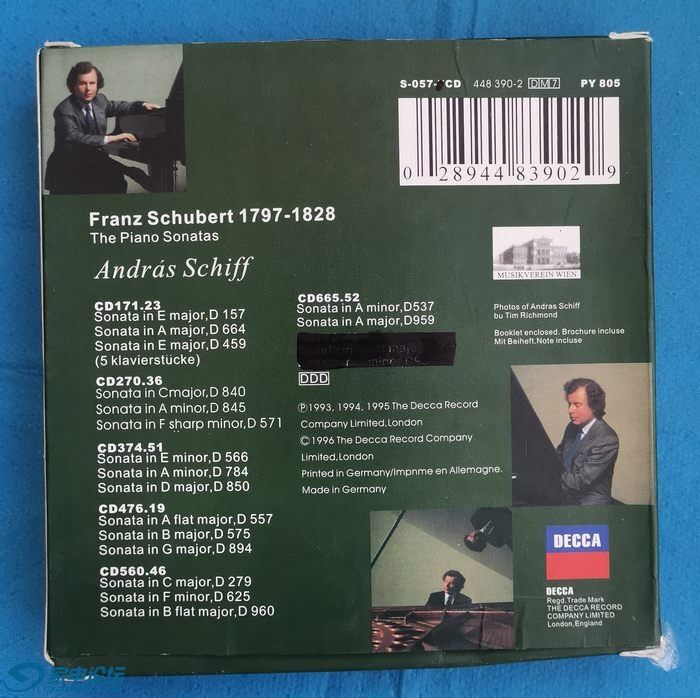 S-057-CD 448 390-2 DM7 PY 805
0 28944 83902 9
Franz Schubert 1797-1828
The Piano Sonatas
András Schiff
MUSIKVEREIN WIEN
Photos of Andras Schiff
by Tim Richmond
Booklet enclosed. Brochure incluse
Mit Beiheft.Note incluse
CD171.23
Sonata in E major,D 157
Sonata in A major,D 664
Sonata in E major,D 459
(5 klavierstücke)
CD270.36
Sonata in Cmajor,D 840
Sonata in A minor,D 845
Sonata in F sharp minor,D 571
CD374.51
Sonata in E minor,D 566
Sonata in A minor,D 784
Sonata in D major,D 850
CD476.19
Sonata in A flat major,D 557
Sonata in B major,D 575
Sonata in G major,D 894
CD560.46
Sonata in C major,D 279
Sonata in F minor,D 625
Sonata in B flat major,D 960
CD665.52
Sonata in A minor,D537
Sonata in A major,D959
DDD
Ⓟ1993, 1994, 1995 The Decca Record
Company Limited,London
©1996 The Decca Record Company
Limited,London
Printed in Germany/Impnme en Allemagne.
Made in Germany
DECCA
DECCA
Regd. Trade Mark
THE DECCA RECORD
COMPANY LIMITED
London,England